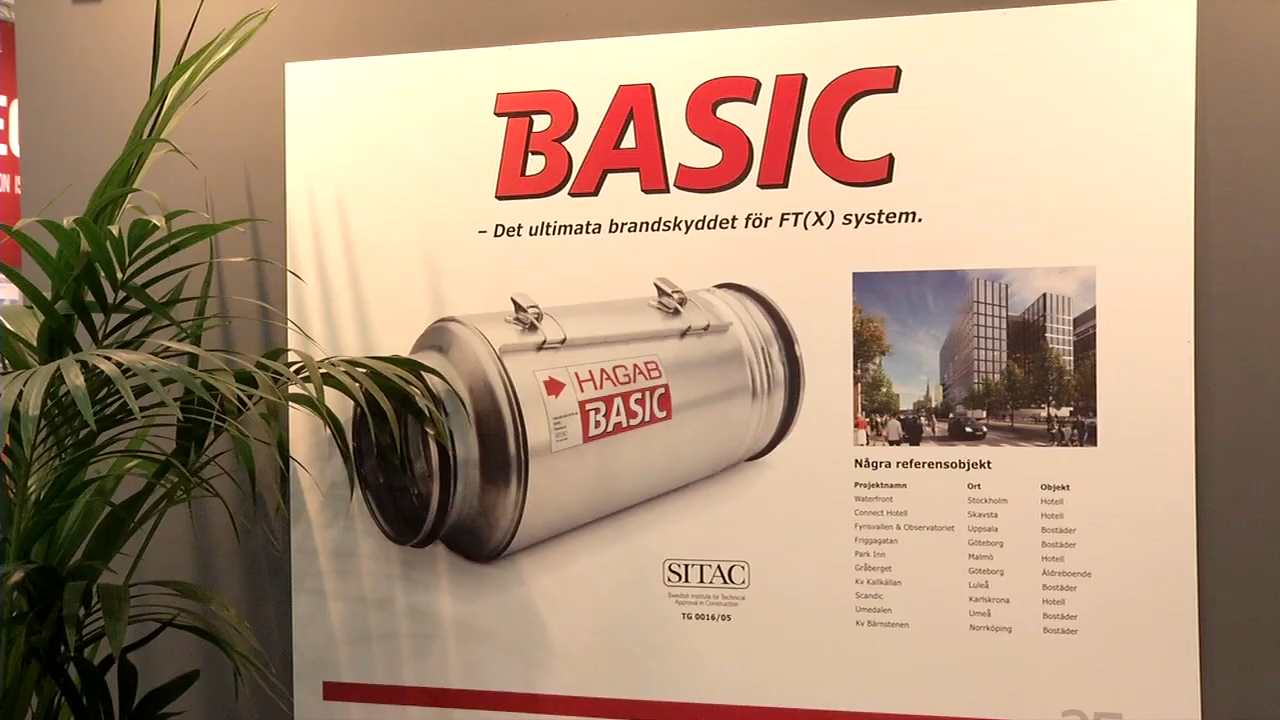 BASIC
– Det ultimata brandskyddet för FT(X) system.
HAGAB
BASIC
Några referensobjekt
Projektnamn Ort Objekt
Waterfront Stockholm Hotell
Connect Hotell Skavsta Hotell
Fyrisvallen & Observatoriet Uppsala Bostäder
Friggagatan Göteborg Bostäder
Park Inn Malmö Hotell
Gråberget Göteborg Äldreboende
Kv Kallkällan Luleå Bostäder
Scandic Karlskrona Hotell
Umedalen Umeå Bostäder
Kv Bärnstenen Norrköping Bostäder
SITAC
Swedish Institute for Technical
Approval in Construction
TG 0016/05